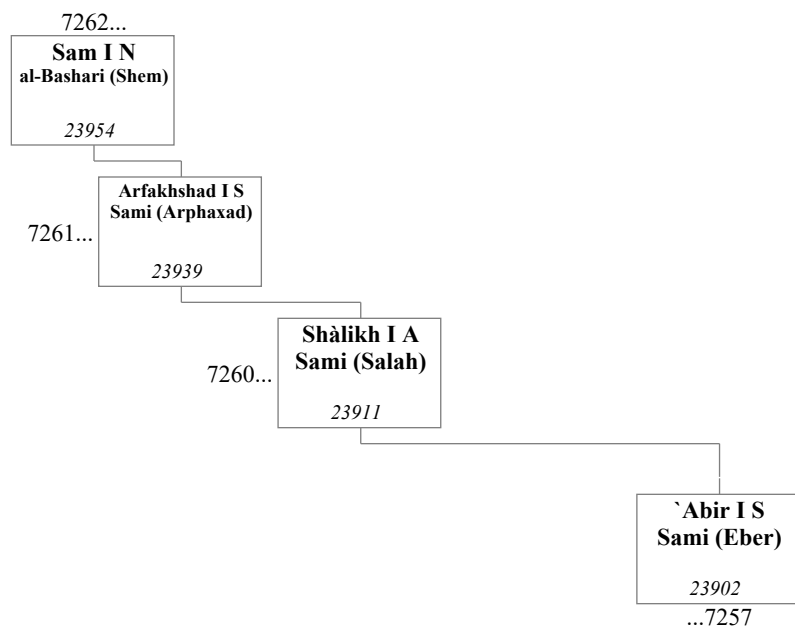 7262...
Sam I N
al-Bashari (Shem)
23954
Arfakhshad I S
Sami (Arphaxad)
7261...
23939
Shàlikh I A
Sami (Salah)
7260...
23911
`Abir I S
Sami (Eber)
23902
...7257